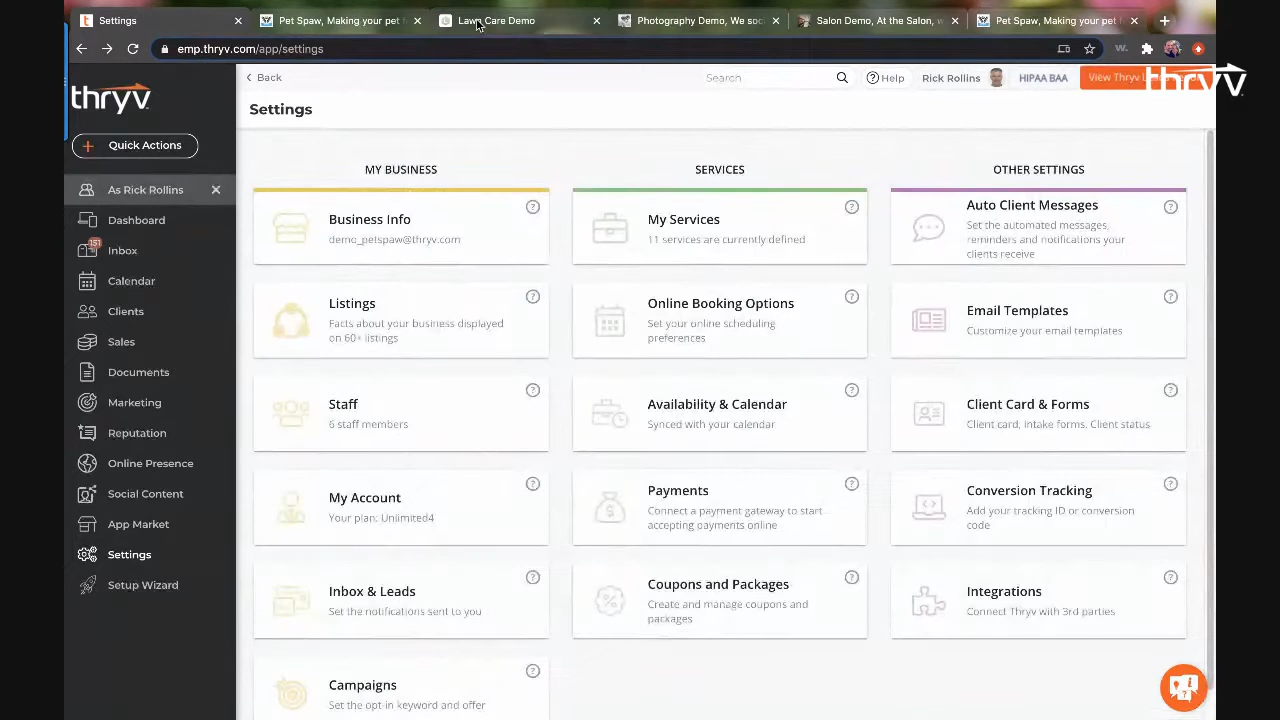 Settings
Pet Spaw, Making your pet
Lawn Care Demo
Photography Demo, We soci
Salon Demo, At the Salon, w
Pet Spaw, Making your pet
emp.thryv.com/app/settings
W.
thryv
Back
Search
Help
Rick Rollins
HIPAA BAA
View Thryv
thryv
Quick Actions
Settings
As Rick Rollins
Dashboard
151
Inbox
Calendar
Clients
Sales
Documents
Marketing
Reputation
Online Presence
Social Content
App Market
Settings
Setup Wizard
MY BUSINESS
Business Info
demo_petspaw@thryv.com
Listings
Facts about your business displayed
on 60+ listings
Staff
6 staff members
My Account
Your plan: Unlimited4
Inbox & Leads
Set the notifications sent to you
Campaigns
Set the opt-in keyword and offer
SERVICES
My Services
11 services are currently defined
Online Booking Options
Set your online scheduling
preferences
Availability & Calendar
Synced with your calendar
Payments
Connect a payment gateway to start
accepting payments online
Coupons and Packages
Create and manage coupons and
packages
OTHER SETTINGS
Auto Client Messages
Set the automated messages,
reminders and notifications your
clients receive
Email Templates
Customize your email templates
Client Card & Forms
Client card, Intake forms, Client status
Conversion Tracking
Add your tracking ID or conversion
code
Integrations
Connect Thryv with 3rd parties